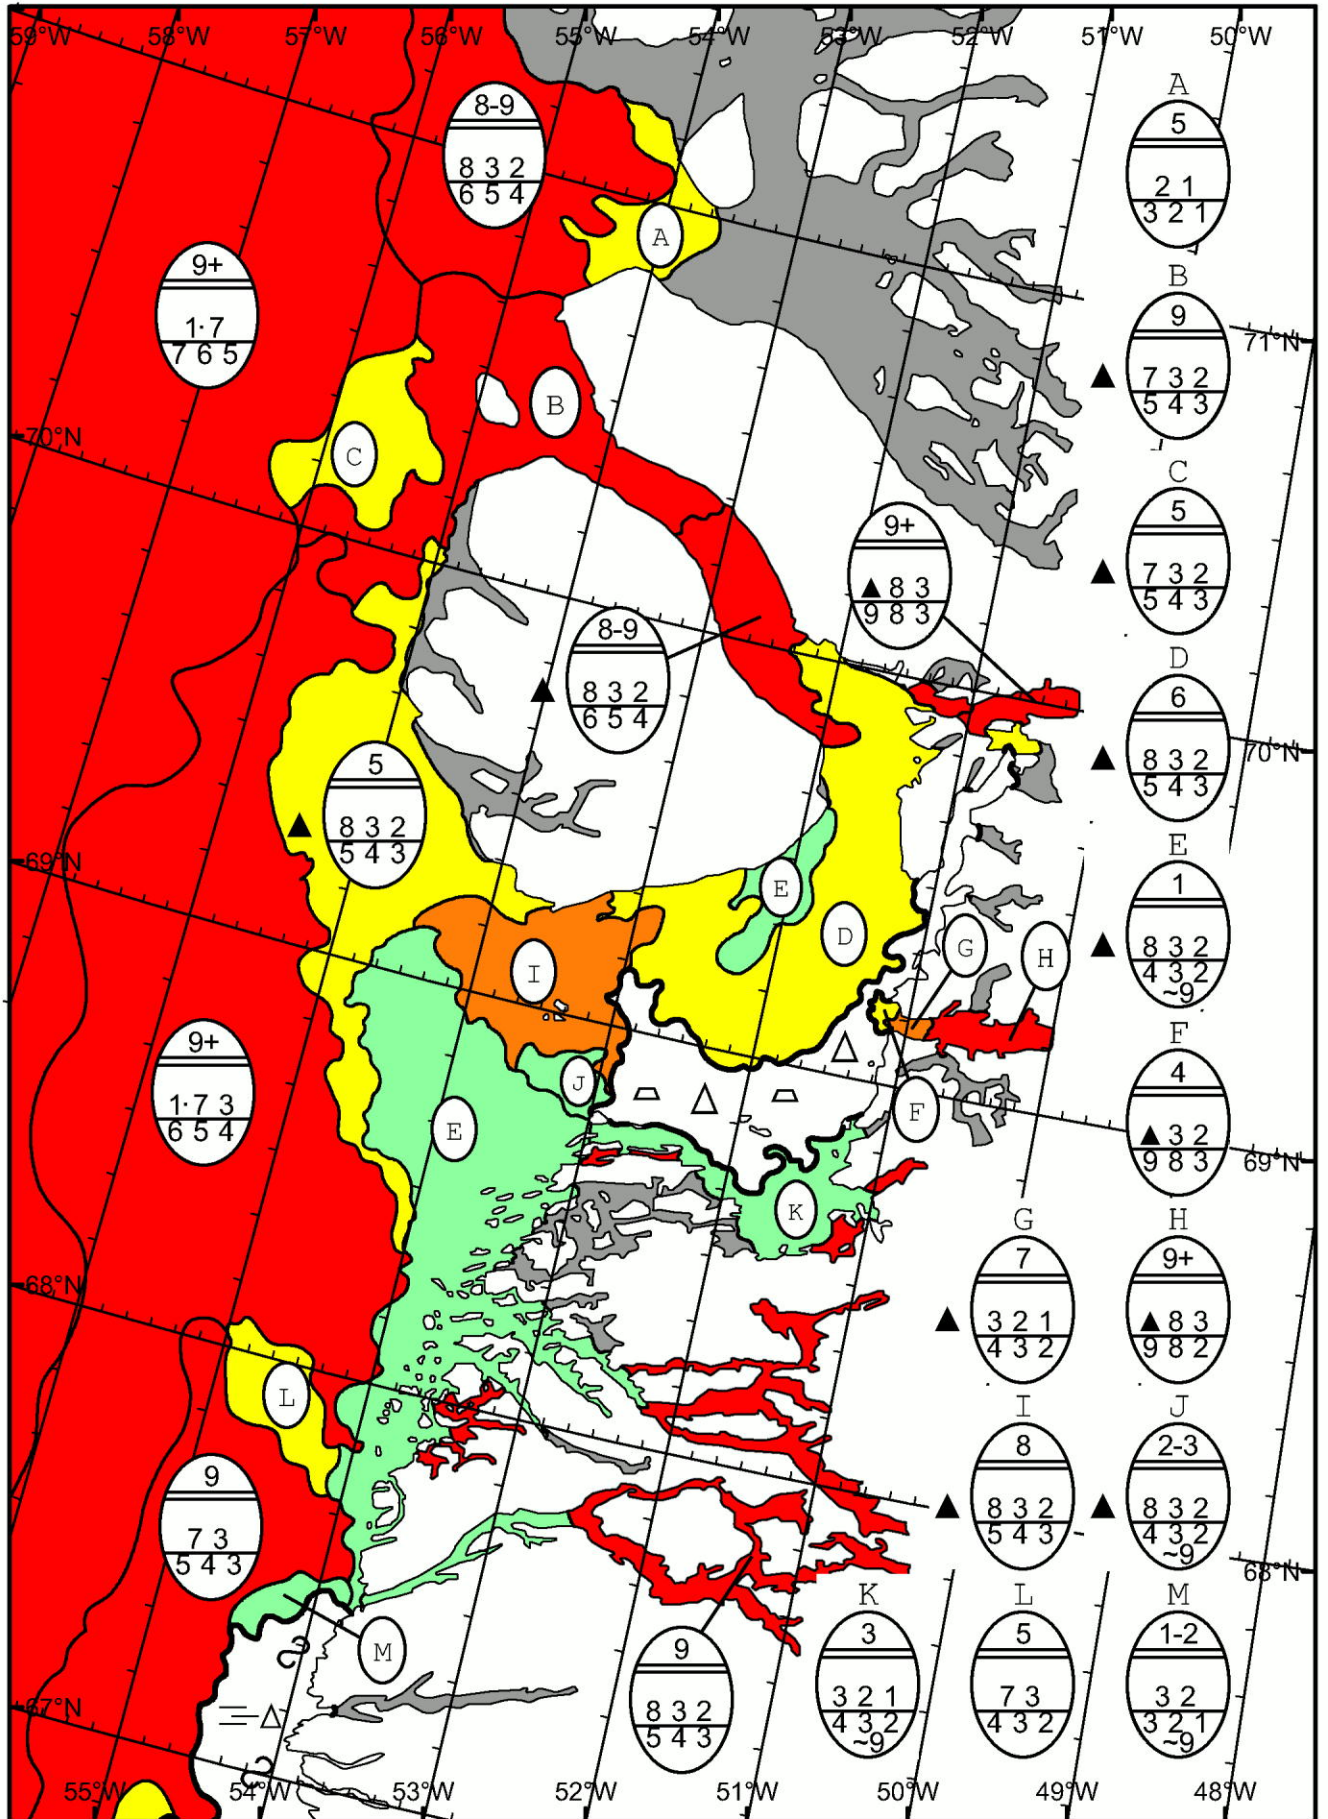 59°W 58°W 57°W 56°W 55°W 54°W 53°W 52°W 51°W 50°W
8-9
8 3 2
6 5 4
A
9+
1·7
7 6 5
B
C
70°N
9+
▲ 8 3
9 8 3
8-9
▲ 8 3 2
6 5 4
5
▲ 8 3 2
5 4 3
69°N
E
D
G
H
I
J
E
F
K
9+
1·7 3
6 5 4
68°N
L
9
7 3
5 4 3
M
67°N
9
8 3 2
5 4 3
A
5
2 1
3 2 1
B
9
▲ 7 3 2
5 4 3
71°N
C
5
▲ 7 3 2
5 4 3
D
6
▲ 8 3 2
5 4 3
70°N
E
1
▲ 8 3 2
4 3 2
~9
F
4
▲ 3 2
9 8 3
69°N
G
7
▲ 3 2 1
4 3 2
H
9+
▲ 8 3
9 8 2
I
8
▲ 8 3 2
5 4 3
J
2-3
▲ 8 3 2
4 3 2
~9
68°N
K
3
3 2 1
4 3 2
~9
L
5
7 3
4 3 2
M
1-2
3 2
3 2 1
~9
55°W 54°W 53°W 52°W 51°W 50°W 49°W 48°W